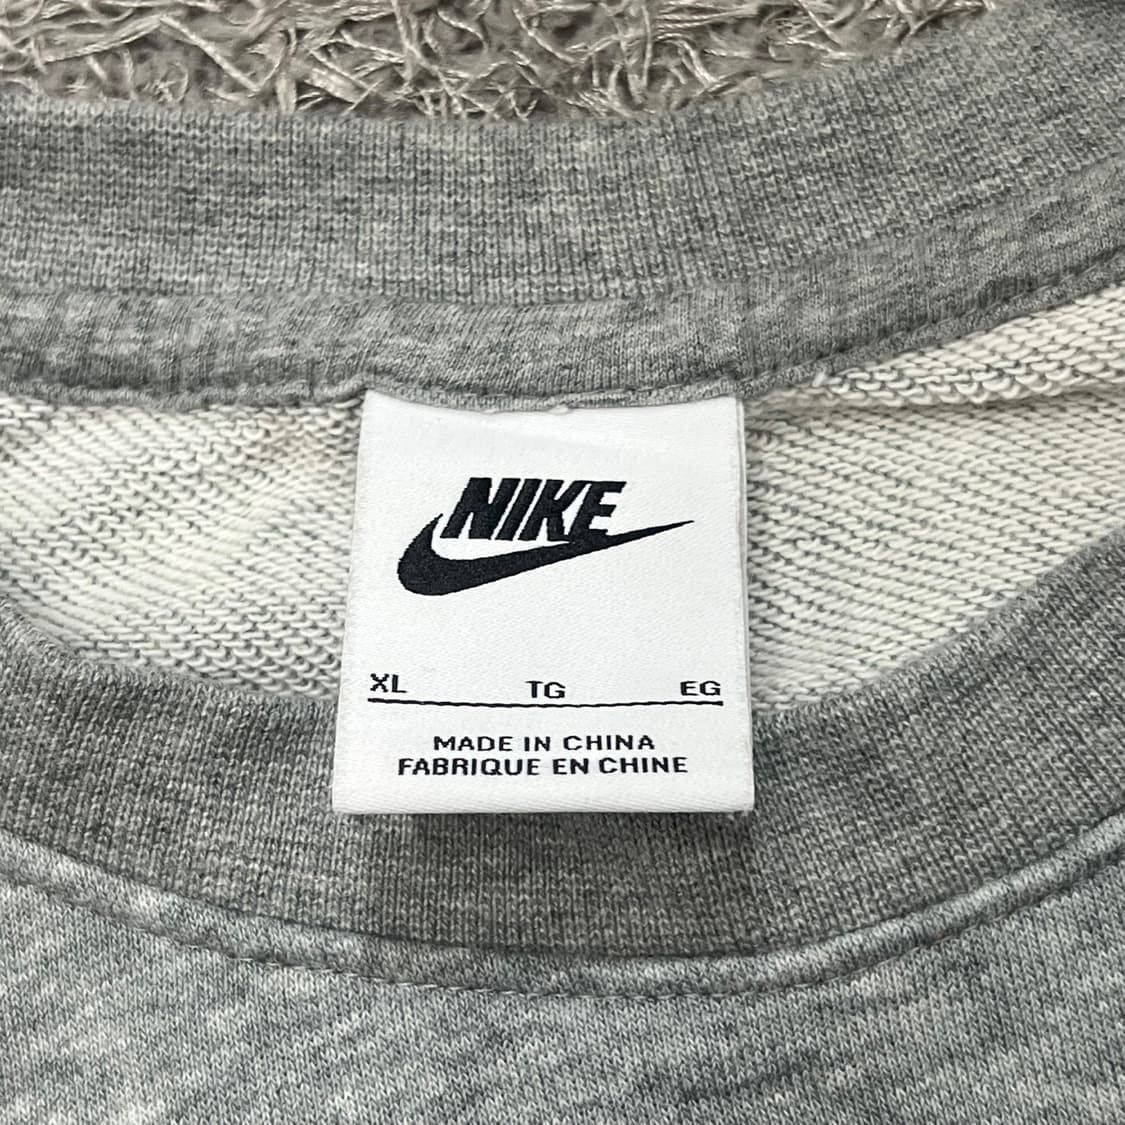 NIKE
XL TG EG
MADE IN CHINA
FABRIQUE EN CHINE